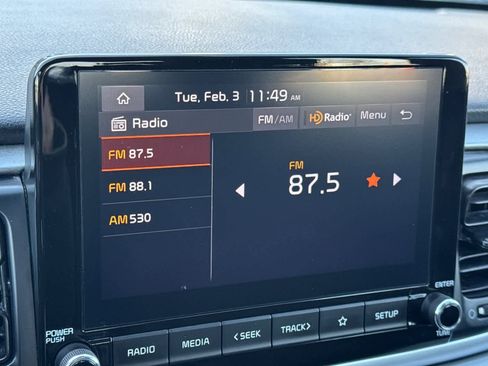 Tue, Feb. 3 11:49 AM
Radio FM/AM HD Radio Menu
FM 87.5
FM 88.1
AM 530
FM
87.5
POWER
PUSH
RADIO MEDIA < SEEK TRACK > SETUP
ENTER
TUNE